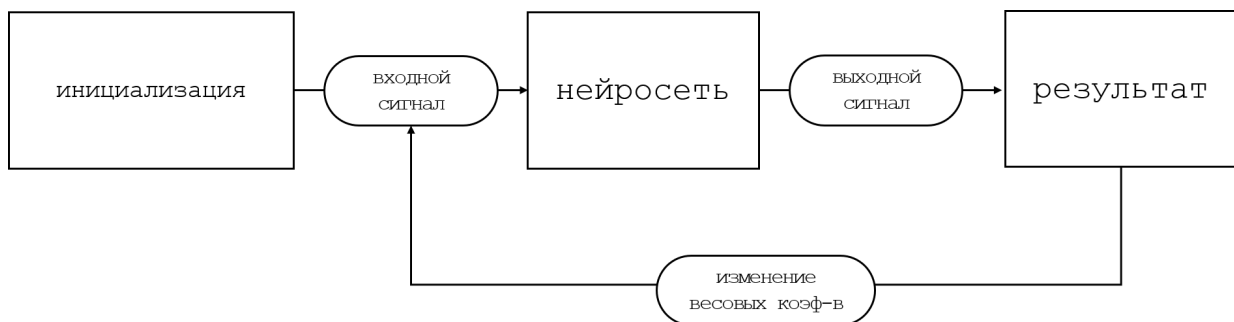 инициализация
входной
сигнал
нейросеть
выходной
сигнал
результат
изменение
весовых коэф-в